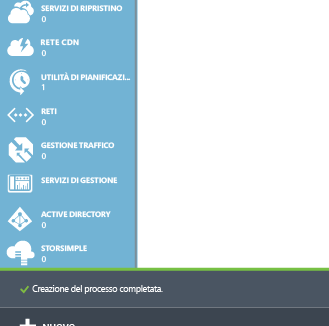 SERVIZI DI RIPRISTINO
0
RETE CDN
0
UTILITÀ DI PIANIFICAZI...
1
RETI
0
GESTIONE TRAFFICO
0
SERVIZI DI GESTIONE
ACTIVE DIRECTORY
0
STORSIMPLE
0
Creazione del processo completata.
NUOVO